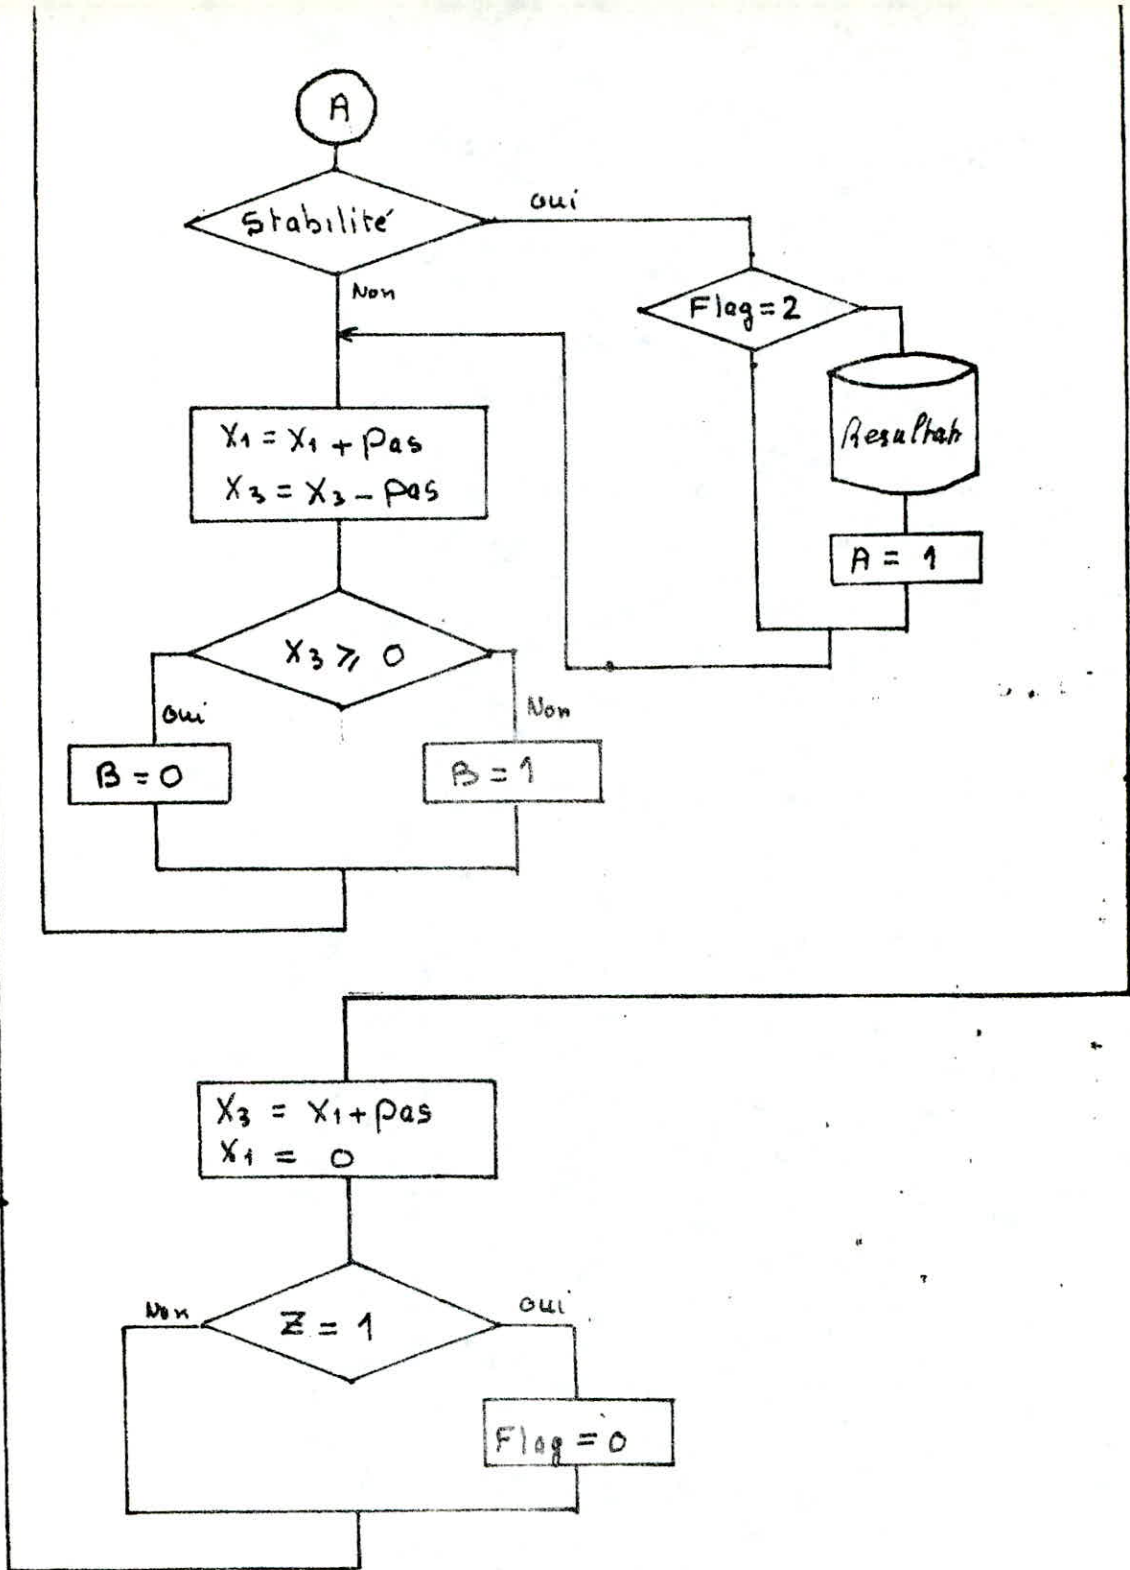 A
Stabilité
oui
Non
Flag = 2
X1 = X1 + Pas
X3 = X3 - Pas
Resultats
A = 1
X3 ⩾ 0
oui
Non
B = 0
B = 1
X3 = X1 + Pas
X1 = 0
Non
Z = 1
oui
Flag = 0